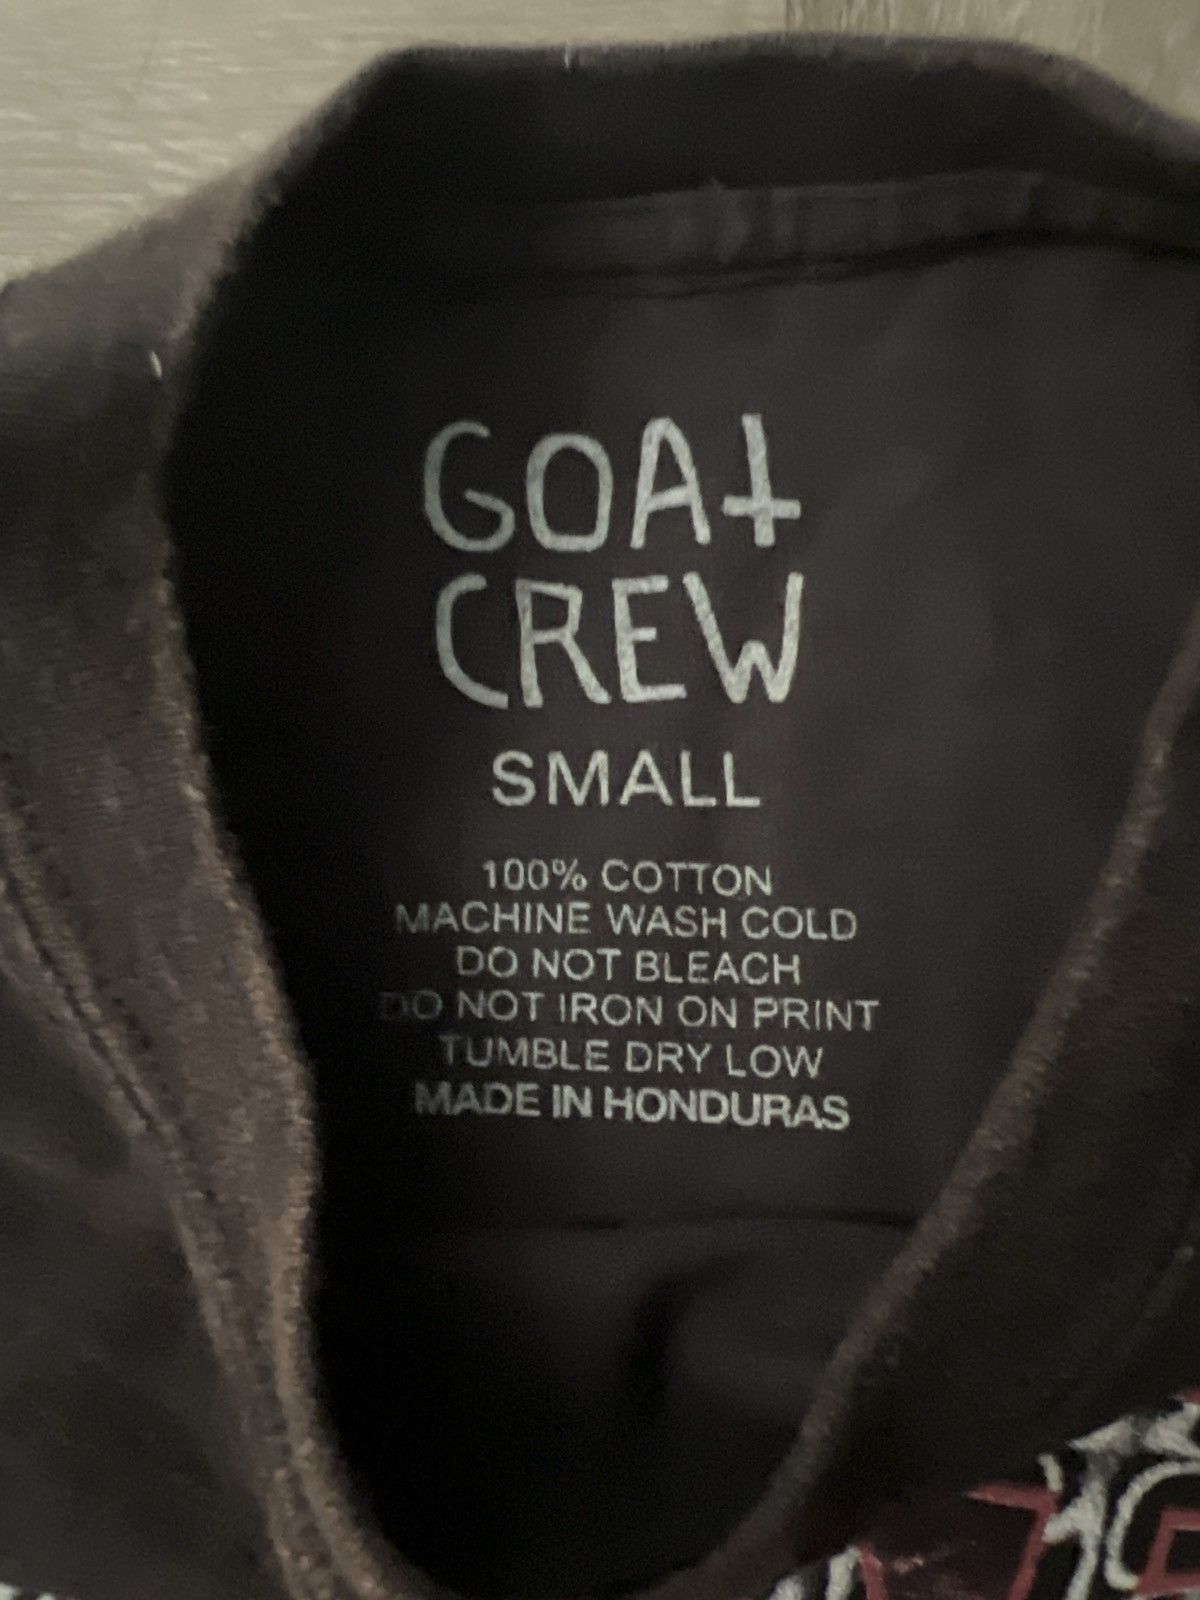 GOAT
CREW
SMALL
100% COTTON
MACHINE WASH COLD
DO NOT BLEACH
DO NOT IRON ON PRINT
TUMBLE DRY LOW
MADE IN HONDURAS